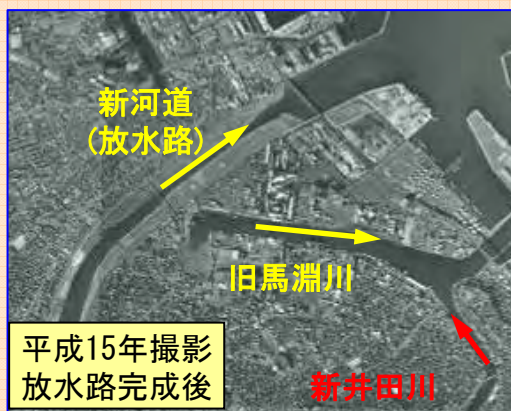 新河道
(放水路)
旧馬淵川
平成15年撮影
放水路完成後
新井田川